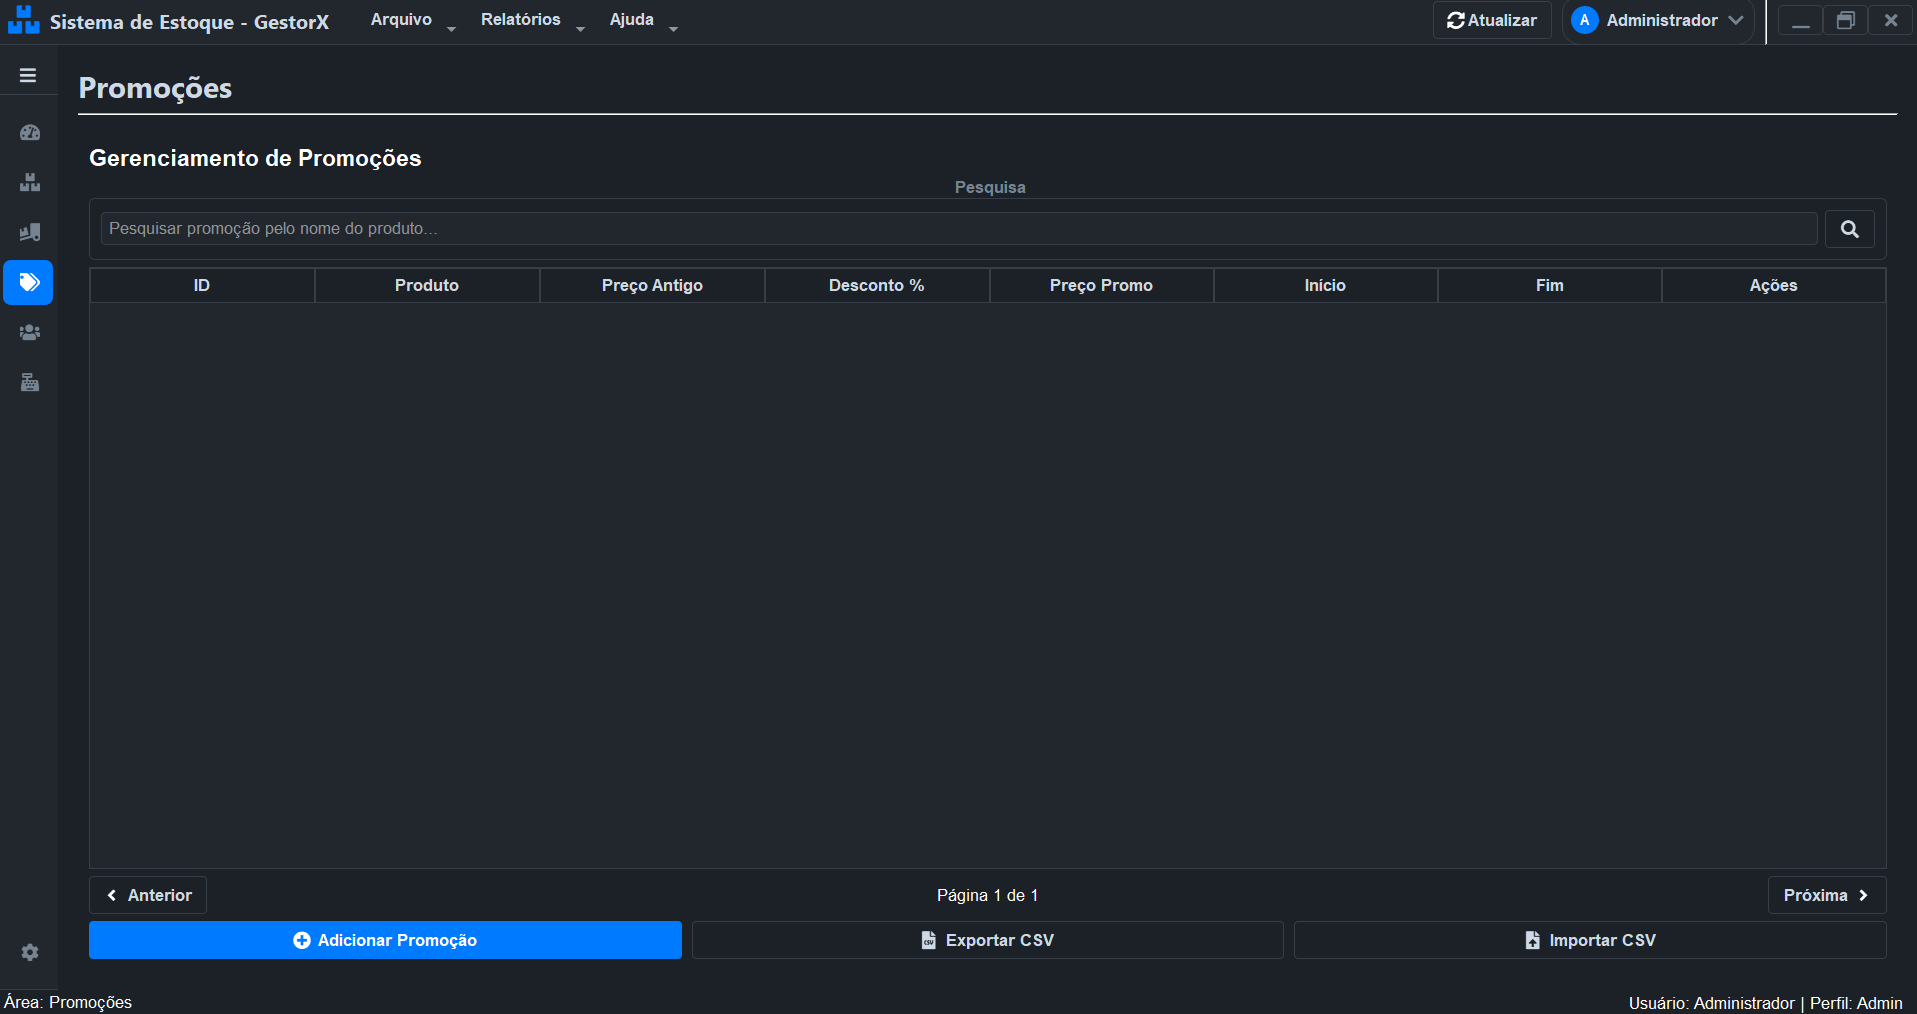 Sistema de Estoque - GestorX
Arquivo
Relatórios
Ajuda
Atualizar
A
Administrador
Promoções
Gerenciamento de Promoções
Pesquisa
Pesquisar promoção pelo nome do produto...
ID Produto Preço Antigo Desconto % Preço Promo Início Fim Ações
Anterior
Página 1 de 1
Próxima
Adicionar Promoção
CSV
Exportar CSV
Importar CSV
Área: Promoções
Usuário: Administrador | Perfil: Admin